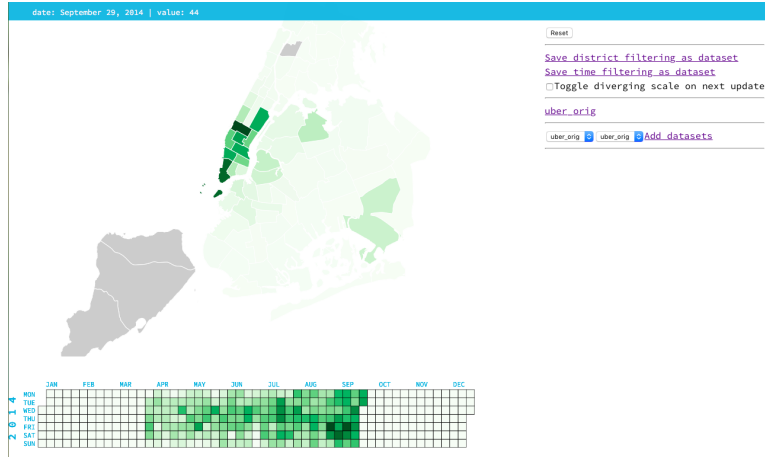 date: September 29, 2014 | value: 44
Reset
Save district filtering as dataset
Save time filtering as dataset
Toggle diverging scale on next update
uber_orig
uber_orig uber_orig Add datasets
JAN FEB MAR APR MAY JUN JUL AUG SEP OCT NOV DEC
2014
MON
TUE
WED
THU
FRI
SAT
SUN